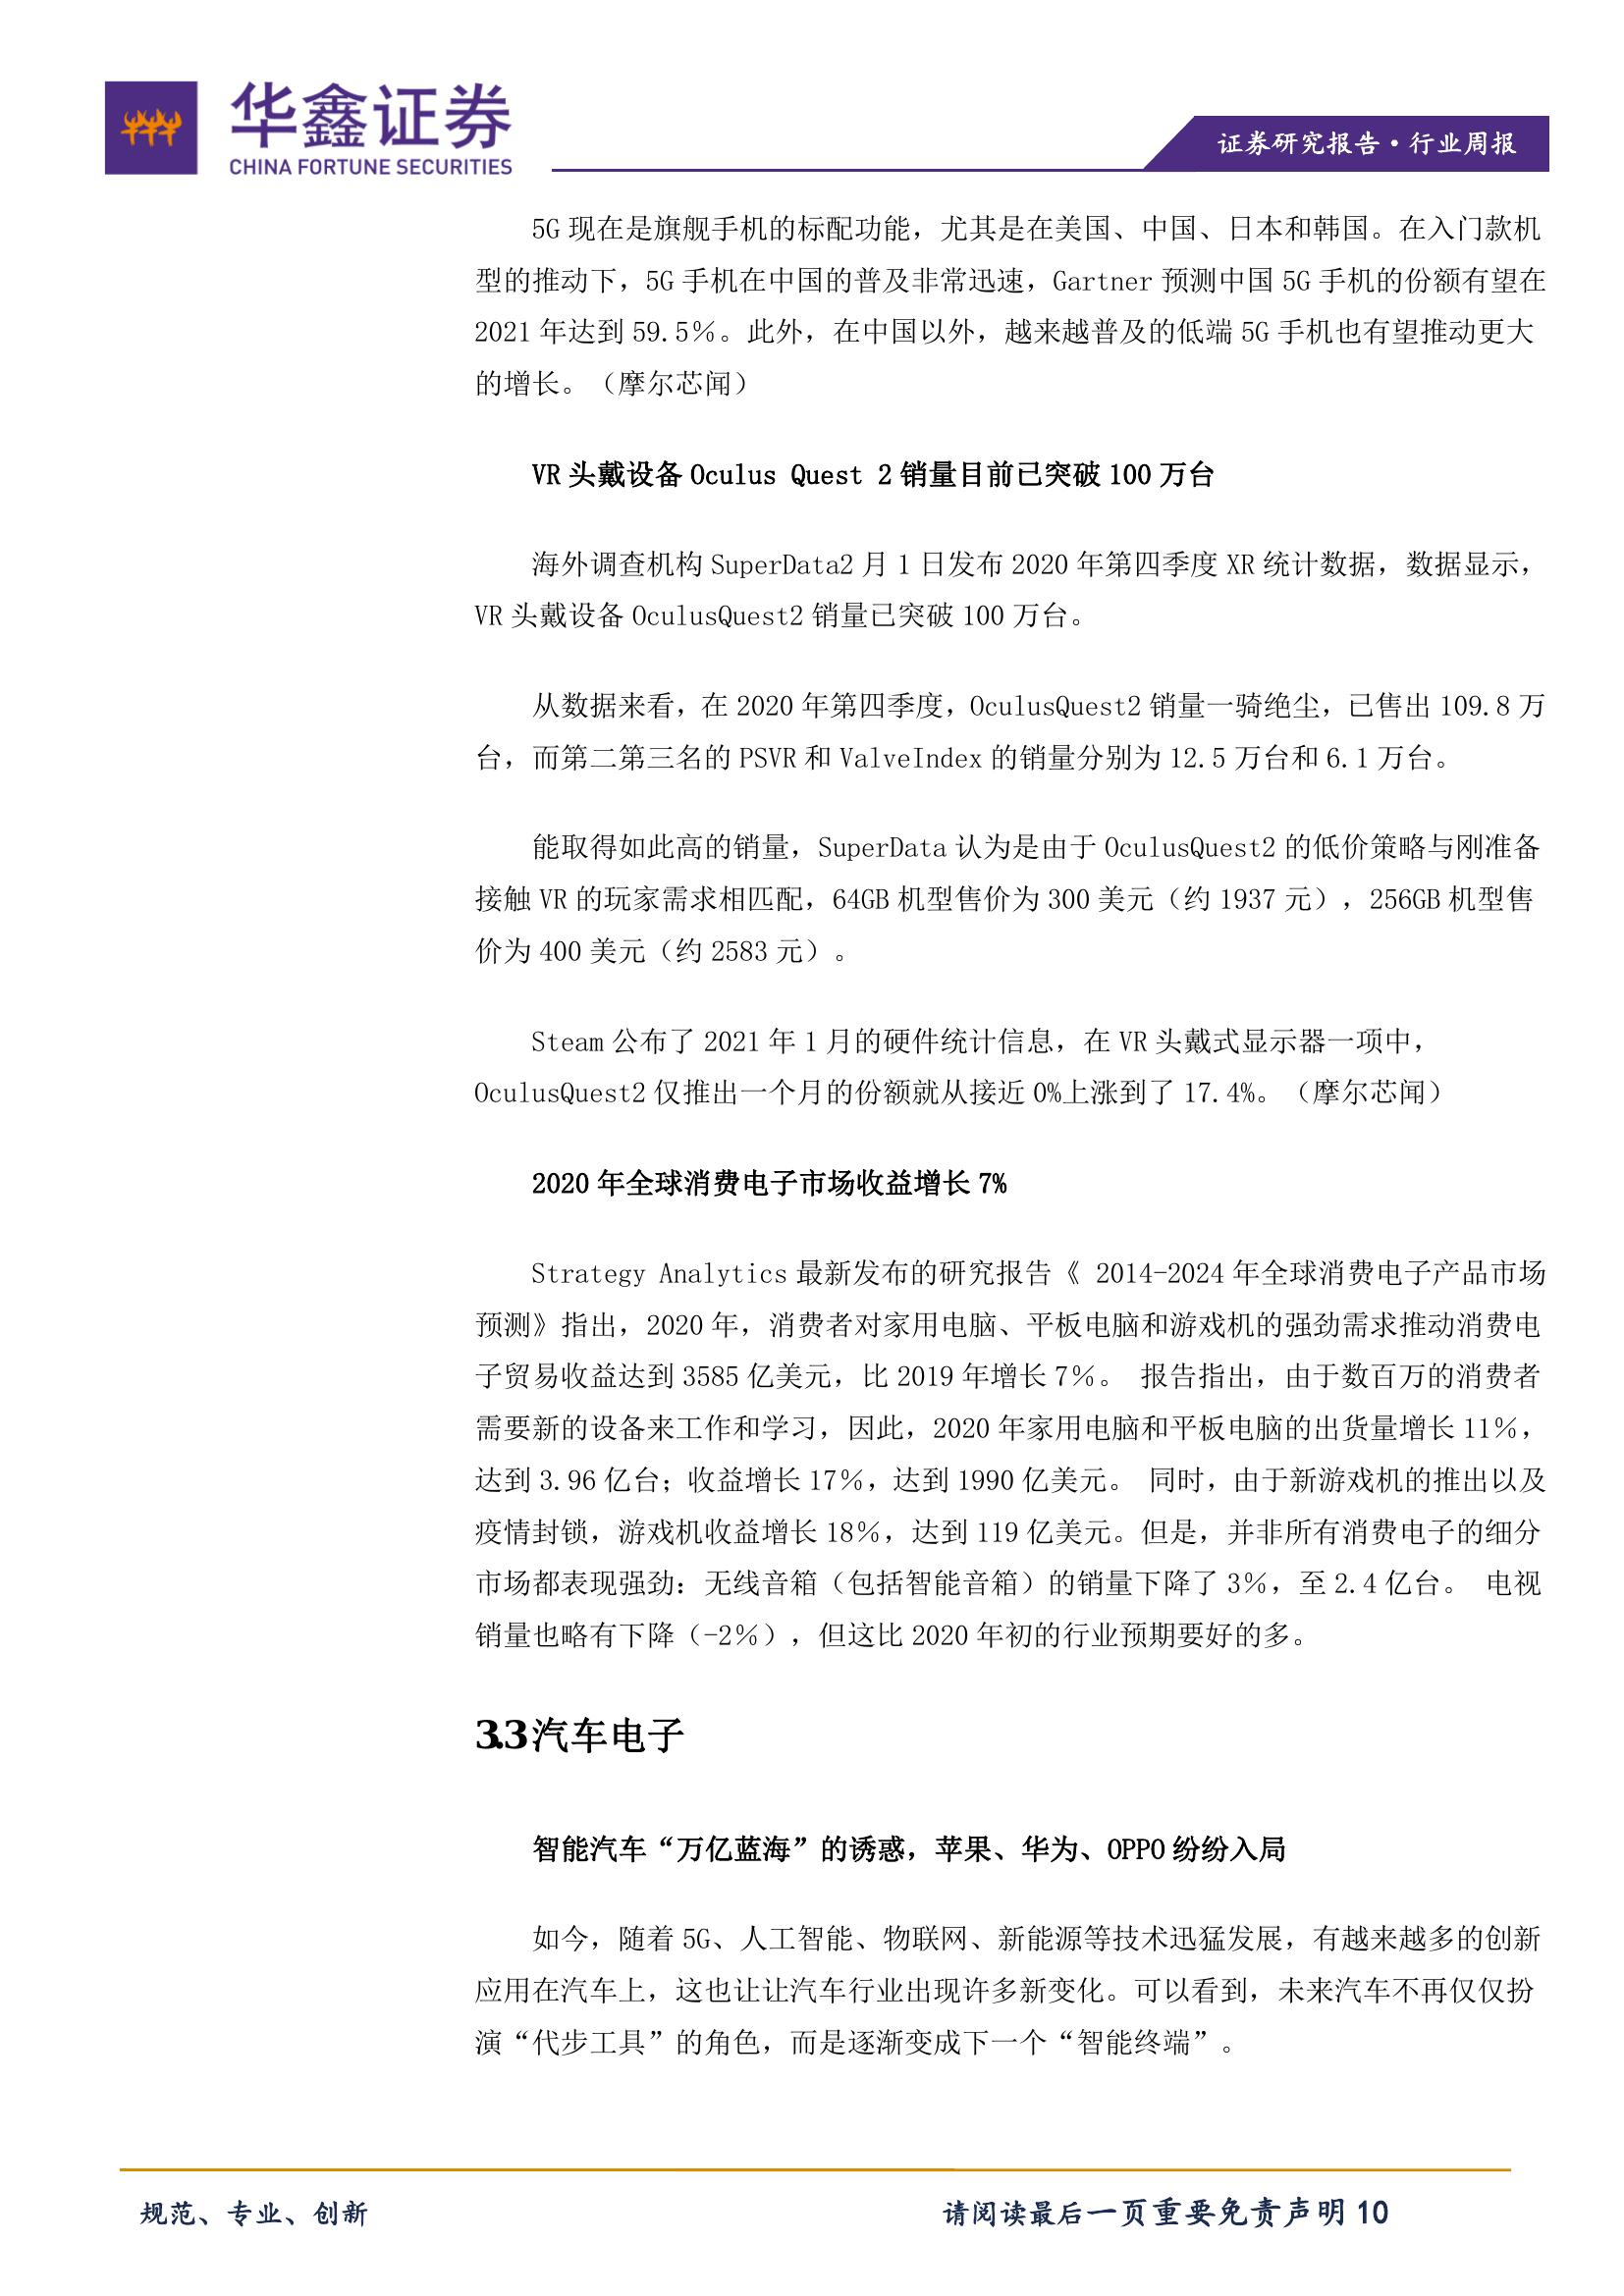 华鑫证券
CHINA FORTUNE SECURITIES
证券研究报告·行业周报
5G 现在是旗舰手机的标配功能，尤其是在美国、中国、日本和韩国。在入门款机
型的推动下，5G 手机在中国的普及非常迅速，Gartner 预测中国 5G 手机的份额有望在
2021 年达到 59.5％。此外，在中国以外，越来越普及的低端 5G 手机也有望推动更大
的增长。（摩尔芯闻）
VR 头戴设备 Oculus Quest 2 销量目前已突破 100 万台
海外调查机构 SuperData2 月 1 日发布 2020 年第四季度 XR 统计数据，数据显示，
VR 头戴设备 OculusQuest2 销量已突破 100 万台。
从数据来看，在 2020 年第四季度，OculusQuest2 销量一骑绝尘，已售出 109.8 万
台，而第二第三名的 PSVR 和 ValveIndex 的销量分别为 12.5 万台和 6.1 万台。
能取得如此高的销量，SuperData 认为是由于 OculusQuest2 的低价策略与刚准备
接触 VR 的玩家需求相匹配，64GB 机型售价为 300 美元（约 1937 元），256GB 机型售
价为 400 美元（约 2583 元）。
Steam 公布了 2021 年 1 月的硬件统计信息，在 VR 头戴式显示器一项中，
OculusQuest2 仅推出一个月的份额就从接近 0%上涨到了 17.4%。（摩尔芯闻）
2020 年全球消费电子市场收益增长 7%
Strategy Analytics 最新发布的研究报告《 2014-2024 年全球消费电子产品市场
预测》指出，2020 年，消费者对家用电脑、平板电脑和游戏机的强劲需求推动消费电
子贸易收益达到 3585 亿美元，比 2019 年增长 7％。 报告指出，由于数百万的消费者
需要新的设备来工作和学习，因此，2020 年家用电脑和平板电脑的出货量增长 11％，
达到 3.96 亿台；收益增长 17％，达到 1990 亿美元。 同时，由于新游戏机的推出以及
疫情封锁，游戏机收益增长 18％，达到 119 亿美元。但是，并非所有消费电子的细分
市场都表现强劲：无线音箱（包括智能音箱）的销量下降了 3％，至 2.4 亿台。 电视
销量也略有下降（-2％），但这比 2020 年初的行业预期要好的多。
3.3 汽车电子
智能汽车“万亿蓝海”的诱惑，苹果、华为、OPPO 纷纷入局
如今，随着 5G、人工智能、物联网、新能源等技术迅猛发展，有越来越多的创新
应用在汽车上，这也让让汽车行业出现许多新变化。可以看到，未来汽车不再仅仅扮
演“代步工具”的角色，而是逐渐变成下一个“智能终端”。
规范、专业、创新
请阅读最后一页重要免责声明 10